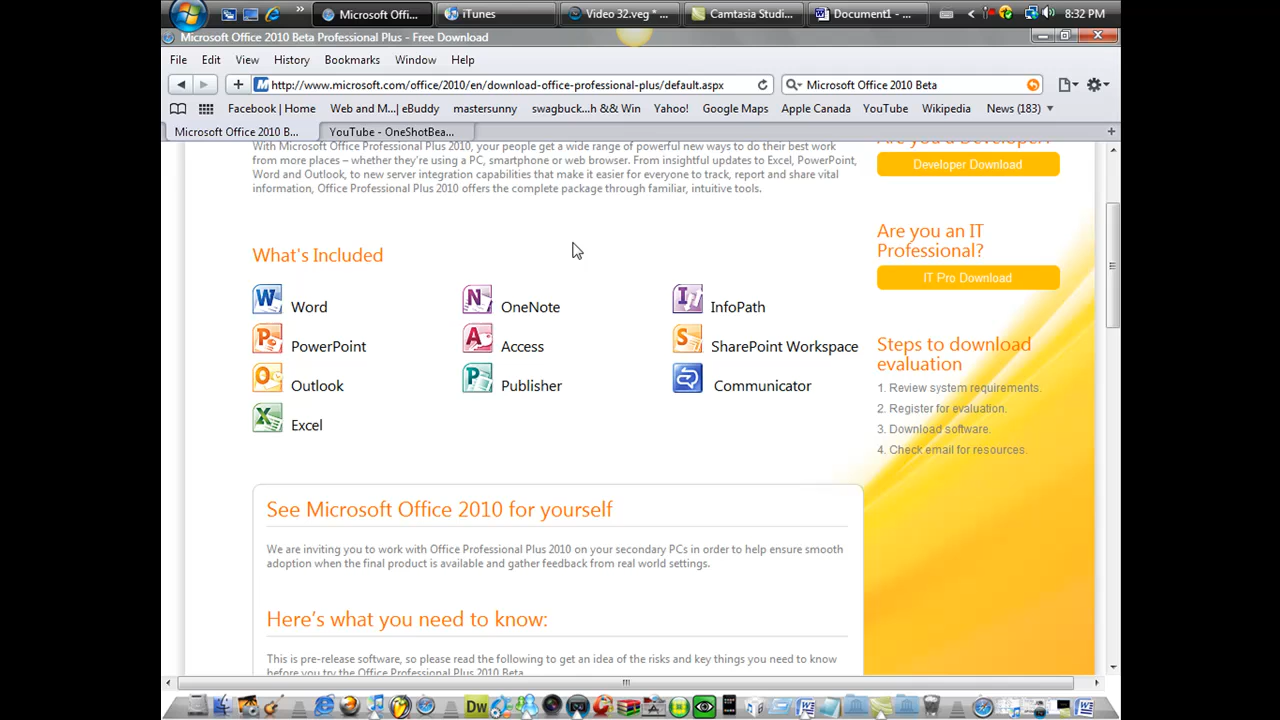 Microsoft Offi...
iTunes
Video 32.veg * ...
Camtasia Studi...
Document1 - ...
8:32 PM
Microsoft Office 2010 Beta Professional Plus - Free Download
File Edit View History Bookmarks Window Help
http://www.microsoft.com/office/2010/en/download-office-professional-plus/default.aspx
Microsoft Office 2010 Beta
Facebook | Home Web and M...| eBuddy mastersunny swagbuck...h && Win Yahoo! Google Maps Apple Canada YouTube Wikipedia News (183)
Microsoft Office 2010 B...
YouTube - OneShotBea...
With Microsoft Office Professional Plus 2010, your people get a wide range of powerful new ways to do their best work
from more places – whether they're using a PC, smartphone or web browser. From insightful updates to Excel, PowerPoint,
Word and Outlook, to new server integration capabilities that make it easier for everyone to track, report and share vital
information, Office Professional Plus 2010 offers the complete package through familiar, intuitive tools.
What's Included
Word
PowerPoint
Outlook
Excel
OneNote
Access
Publisher
InfoPath
SharePoint Workspace
Communicator
See Microsoft Office 2010 for yourself
We are inviting you to work with Office Professional Plus 2010 on your secondary PCs in order to help ensure smooth
adoption when the final product is available and gather feedback from real world settings.
Here's what you need to know:
This is pre-release software, so please read the following to get an idea of the risks and key things you need to know
before you try the Office Professional Plus 2010 Beta.
Are you a Developer?
Developer Download
Are you an IT
Professional?
IT Pro Download
Steps to download
evaluation
1. Review system requirements.
2. Register for evaluation.
3. Download software.
4. Check email for resources.
Dw